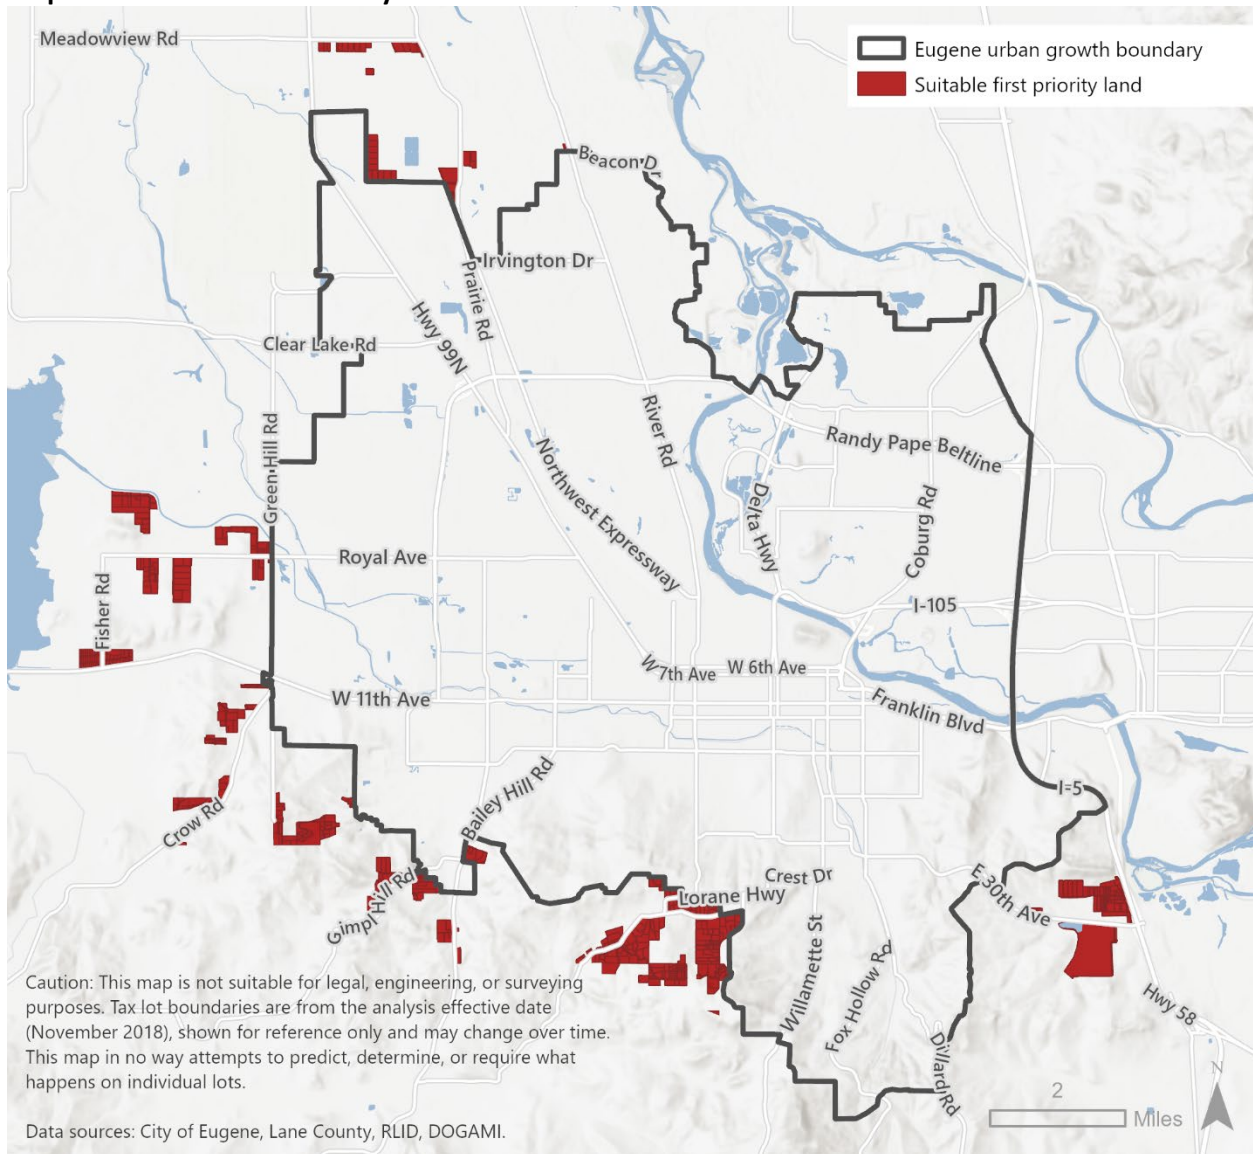 Meadowview Rd
Eugene urban growth boundary
Suitable first priority land
Beacon Dr
Irvington Dr
Prairie Rd
Hwy 99N
Clear Lake Rd
Green Hill Rd
River Rd
Randy Pape Beltline
Northwest Expressway
Delta Hwy
Coburg Rd
Royal Ave
Fisher Rd
I-105
W 7th Ave
W 6th Ave
W 11th Ave
Franklin Blvd
Bailey Hill Rd
I-5
Crow Rd
Crest Dr
E 30th Ave
Lorane Hwy
Gimpl Hill Rd
Willamette St
Fox Hollow Rd
Hwy 58
Dillard Rd
Caution: This map is not suitable for legal, engineering, or surveying
purposes. Tax lot boundaries are from the analysis effective date
(November 2018), shown for reference only and may change over time.
This map in no way attempts to predict, determine, or require what
happens on individual lots.
Data sources: City of Eugene, Lane County, RLID, DOGAMI.
2
Miles
N